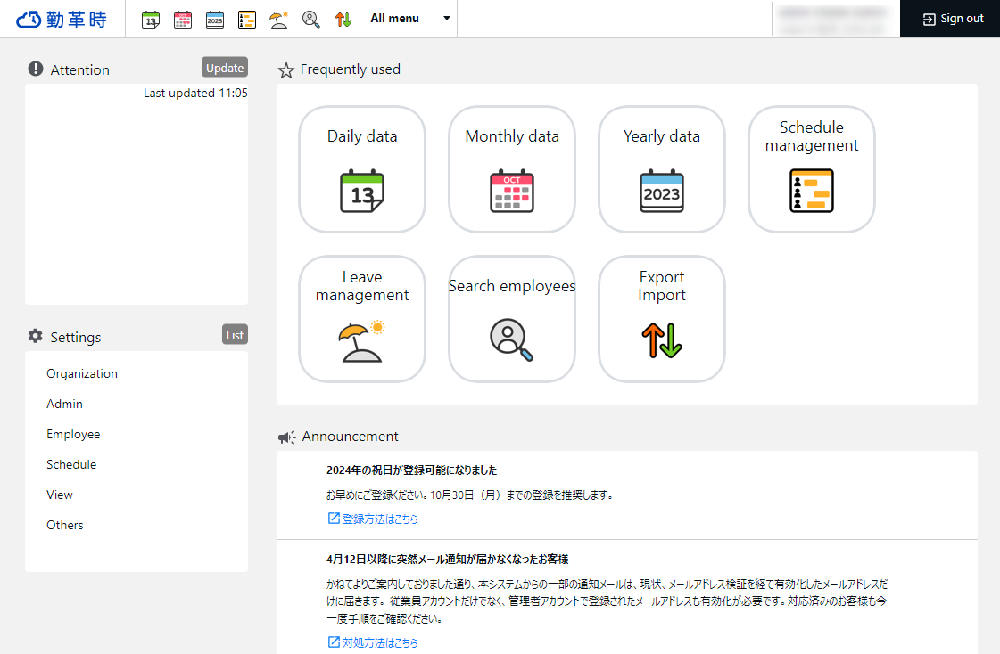 勤革時
13
2023
All menu
Sign out
Attention
Update
Last updated 11:05
Settings
List
Organization
Admin
Employee
Schedule
View
Others
Frequently used
Daily data
13
Monthly data
OCT
Yearly data
2023
Schedule
management
Leave
management
Search employees
Export
Import
Announcement
2024年の祝日が登録可能になりました
お早めにご登録ください。10月30日（月）までの登録を推奨します。
登録方法はこちら
4月12日以降に突然メール通知が届かなくなったお客様
かねてよりご案内しておりました通り、本システムからの一部の通知メールは、現状、メールアドレス検証を経て有効化したメールアドレスだ
けに届きます。 従業員アカウントだけでなく、管理者アカウントで登録されたメールアドレスも有効化が必要です。対応済みのお客様も今
一度手順をご確認ください。
対処方法はこちら